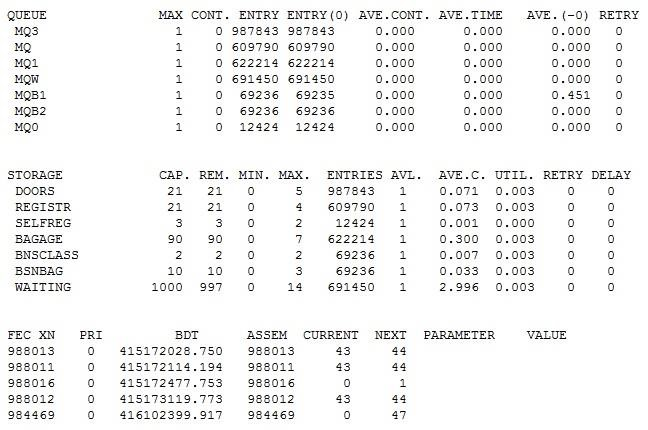 QUEUE MAX CONT. ENTRY ENTRY(0) AVE.CONT. AVE.TIME AVE.(-0) RETRY
MQ3 1 0 987843 987843 0.000 0.000 0.000 0
MQ 1 0 609790 609790 0.000 0.000 0.000 0
MQ1 1 0 622214 622214 0.000 0.000 0.000 0
MQW 1 0 691450 691450 0.000 0.000 0.000 0
MQB1 1 0 69236 69235 0.000 0.000 0.451 0
MQB2 1 0 69236 69236 0.000 0.000 0.000 0
MQ0 1 0 12424 12424 0.000 0.000 0.000 0
STORAGE CAP. REM. MIN. MAX. ENTRIES AVL. AVE.C. UTIL. RETRY DELAY
DOORS 21 21 0 5 987843 1 0.071 0.003 0 0
REGISTR 21 21 0 4 609790 1 0.073 0.003 0 0
SELFREG 3 3 0 2 12424 1 0.001 0.000 0 0
BAGAGE 90 90 0 7 622214 1 0.300 0.003 0 0
BNSCLASS 2 2 0 2 69236 1 0.007 0.003 0 0
BSNBAG 10 10 0 3 69236 1 0.033 0.003 0 0
WAITING 1000 997 0 14 691450 1 2.996 0.003 0 0
FEC XN PRI BDT ASSEM CURRENT NEXT PARAMETER VALUE
988013 0 415172028.750 988013 43 44
988011 0 415172114.194 988011 43 44
988016 0 415172477.753 988016 0 1
988012 0 415173119.773 988012 43 44
984469 0 416102399.917 984469 0 47